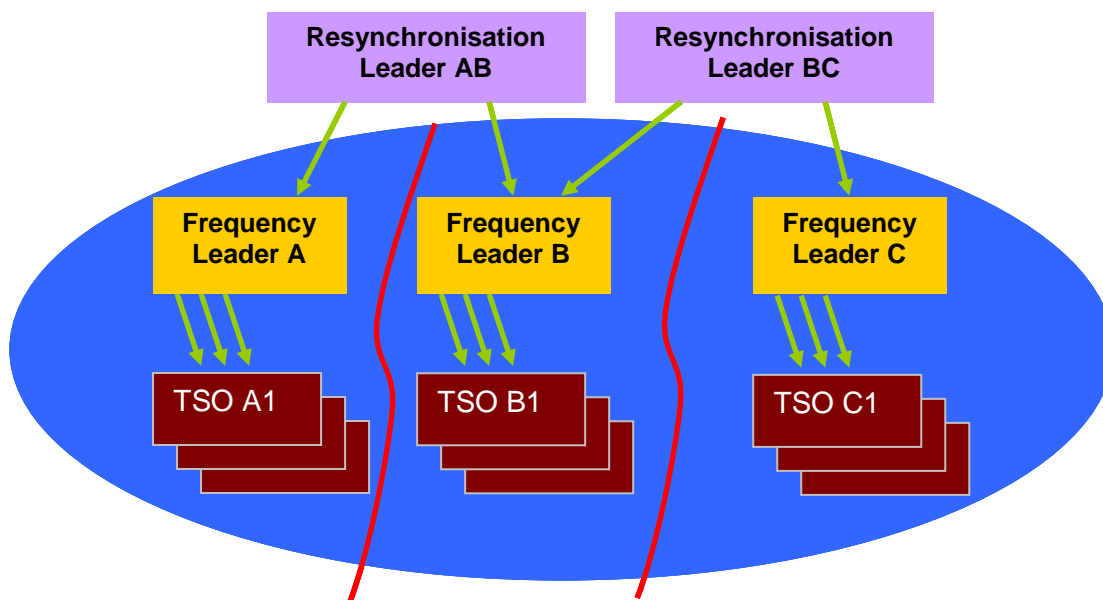 Resynchronisation
Leader AB
Resynchronisation
Leader BC
Frequency
Leader A
Frequency
Leader B
Frequency
Leader C
TSO A1
TSO B1
TSO C1